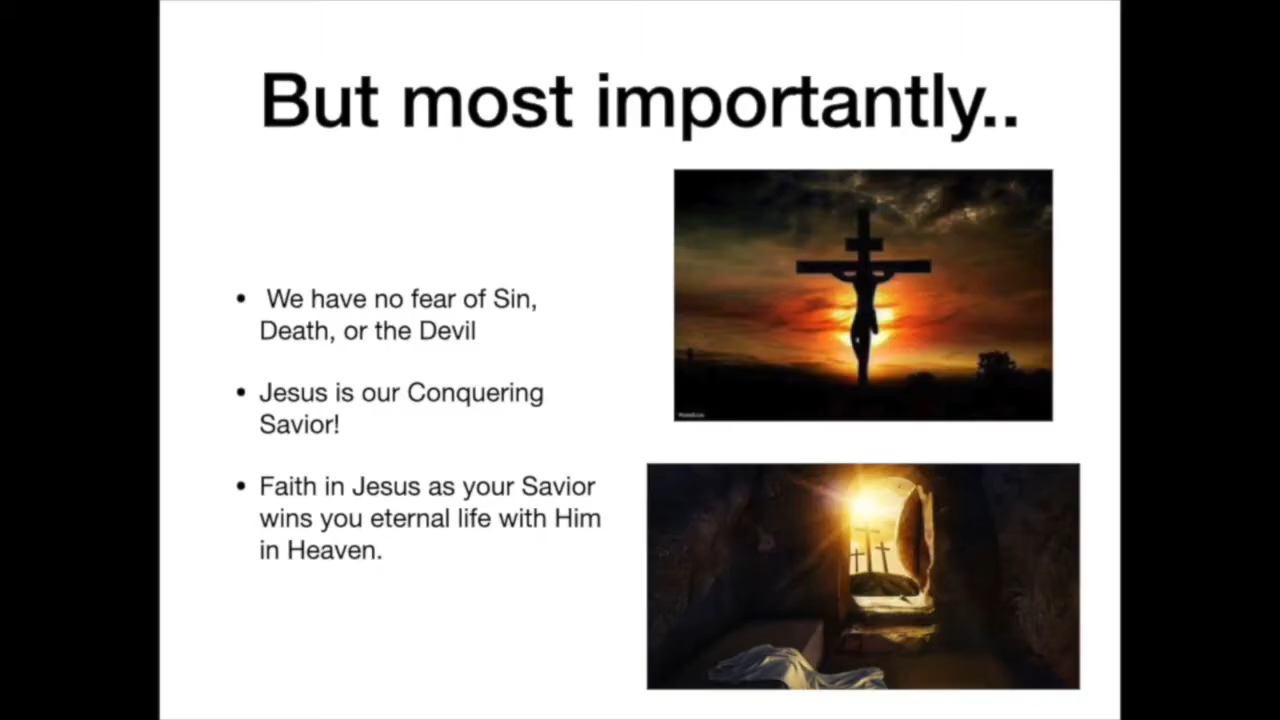 But most importantly..
• We have no fear of Sin,
Death, or the Devil
• Jesus is our Conquering
Savior!
• Faith in Jesus as your Savior
wins you eternal life with Him
in Heaven.